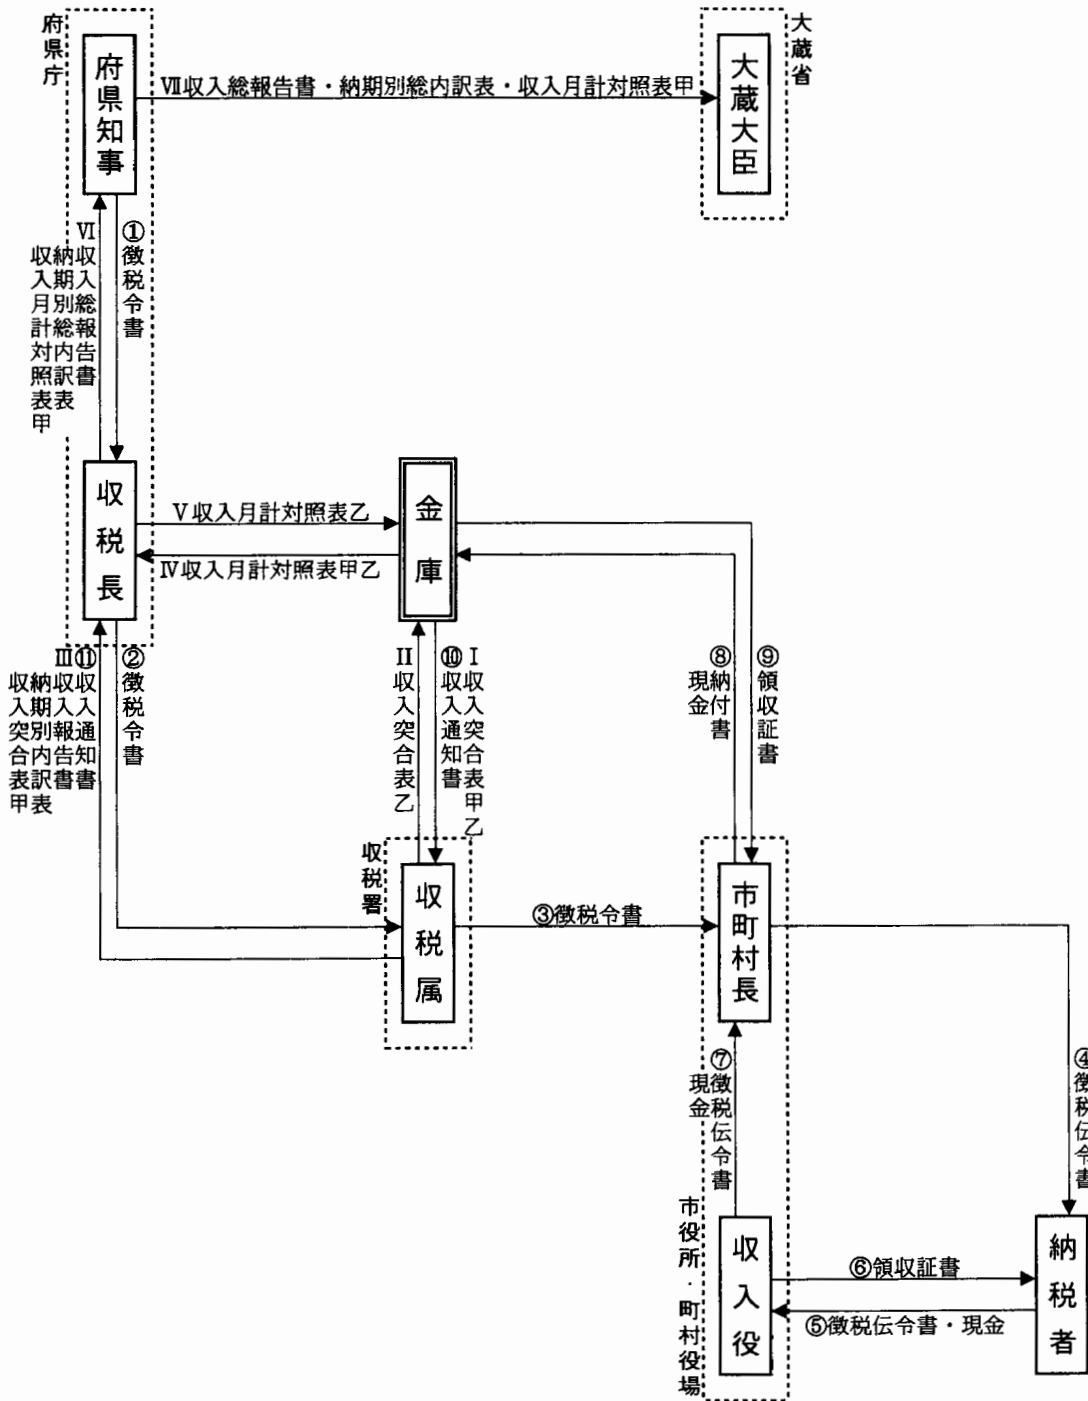 府県庁
府県知事
大蔵省
大蔵大臣
Ⅶ収入総報告書・納期別総内訳表・収入月計対照表甲
①徴税令書
Ⅵ収入総報告書
納期別総内訳表
収入月計対照表甲
収税長
金庫
Ⅴ収入月計対照表乙
Ⅳ収入月計対照表甲乙
②徴税令書
⑪収入通知書
Ⅲ収入報告書
納期別内訳表
収入突合表甲
Ⅰ収入突合表甲乙
⑩収入通知書
Ⅱ収入突合表乙
⑨領収証書
⑧納付書
現金
収税署
収税属
③徴税令書
市町村長
④徴税伝令書
⑦徴税伝令書
現金
市役所・町村役場
収入役
⑥領収証書
⑤徴税伝令書・現金
納税者